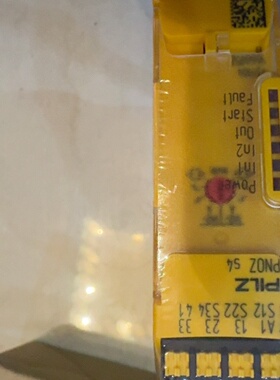 PILZ
PNOZ s4
Power
In1
In2
Out
Start
Fault
A1 13 23 33
S12 S22 S34 41